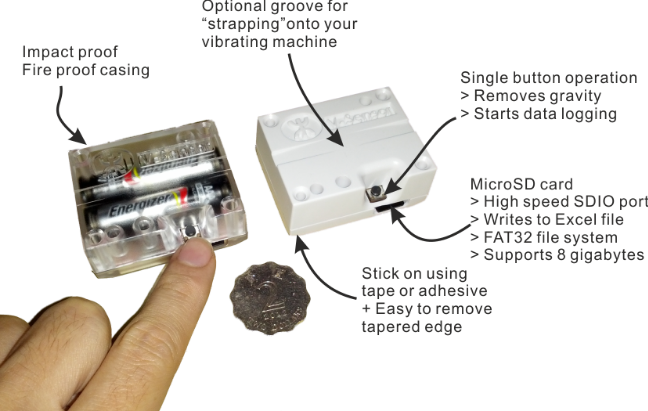 Optional groove for
“strapping” onto your
vibrating machine
Impact proof
Fire proof casing
Single button operation
> Removes gravity
> Starts data logging
MicroSD card
> High speed SDIO port
> Writes to Excel file
> FAT32 file system
> Supports 8 gigabytes
Stick on using
tape or adhesive
+ Easy to remove
tapered edge
Energizer
Energizer
2